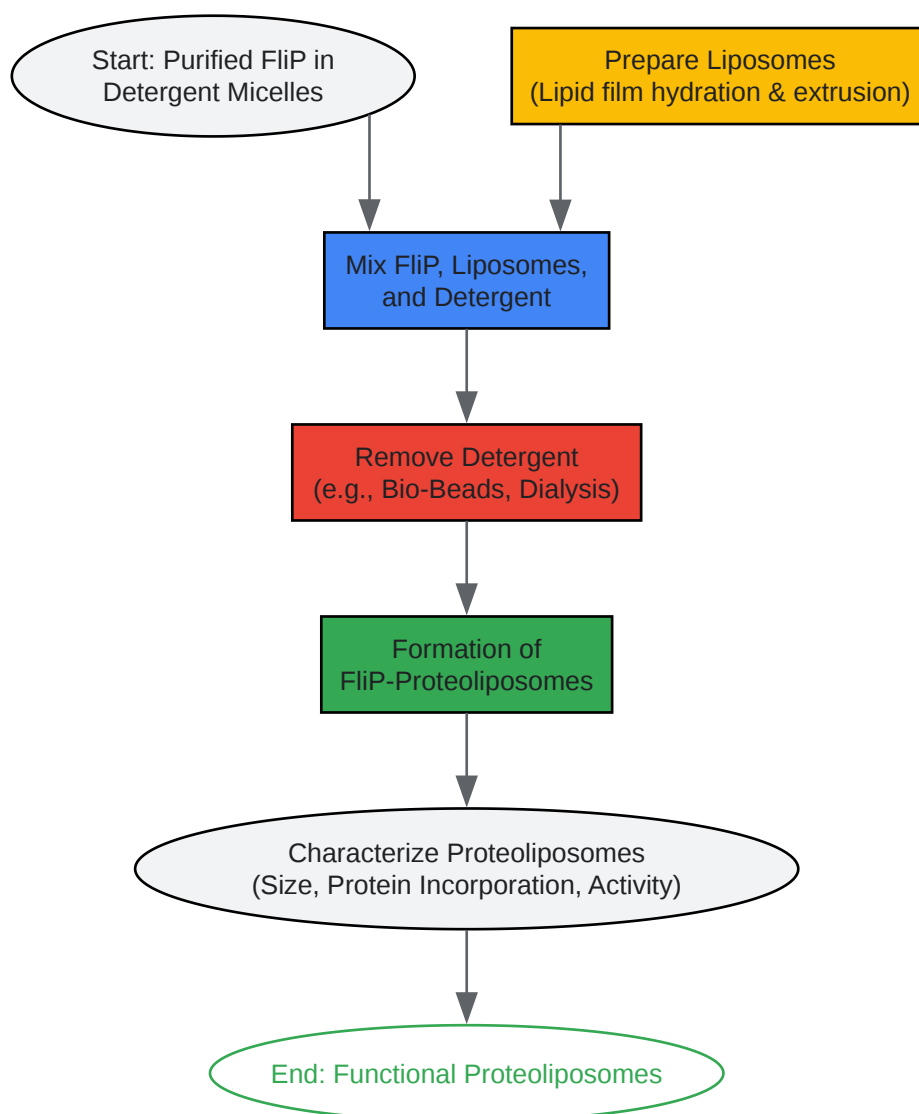 Start: Purified FliP in
Detergent Micelles
Prepare Liposomes
(Lipid film hydration & extrusion)
Mix FliP, Liposomes,
and Detergent
Remove Detergent
(e.g., Bio-Beads, Dialysis)
Formation of
FliP-Proteoliposomes
Characterize Proteoliposomes
(Size, Protein Incorporation, Activity)
End: Functional Proteoliposomes